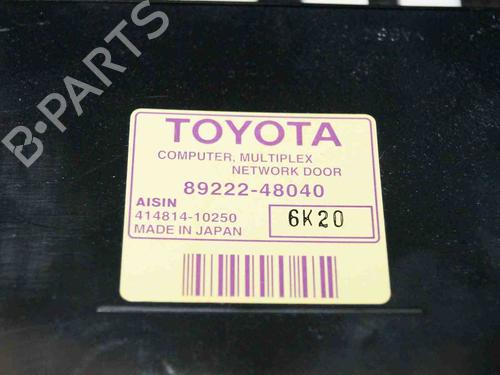 B-PARTS
TOYOTA
COMPUTER, MULTIPLEX
NETWORK DOOR
89222-48040
AISIN
414814-10250
6K20
MADE IN JAPAN